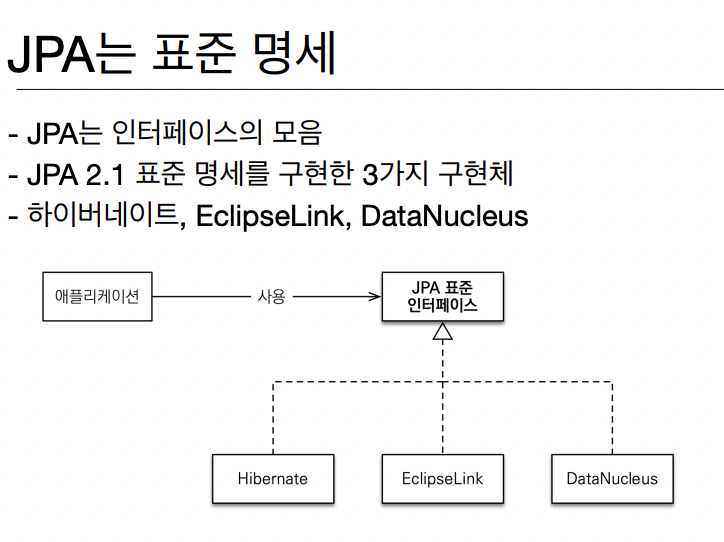 JPA는 표준 명세
- JPA는 인터페이스의 모음
- JPA 2.1 표준 명세를 구현한 3가지 구현체
- 하이버네이트, EclipseLink, DataNucleus
애플리케이션
사용
JPA 표준
인터페이스
Hibernate
EclipseLink
DataNucleus